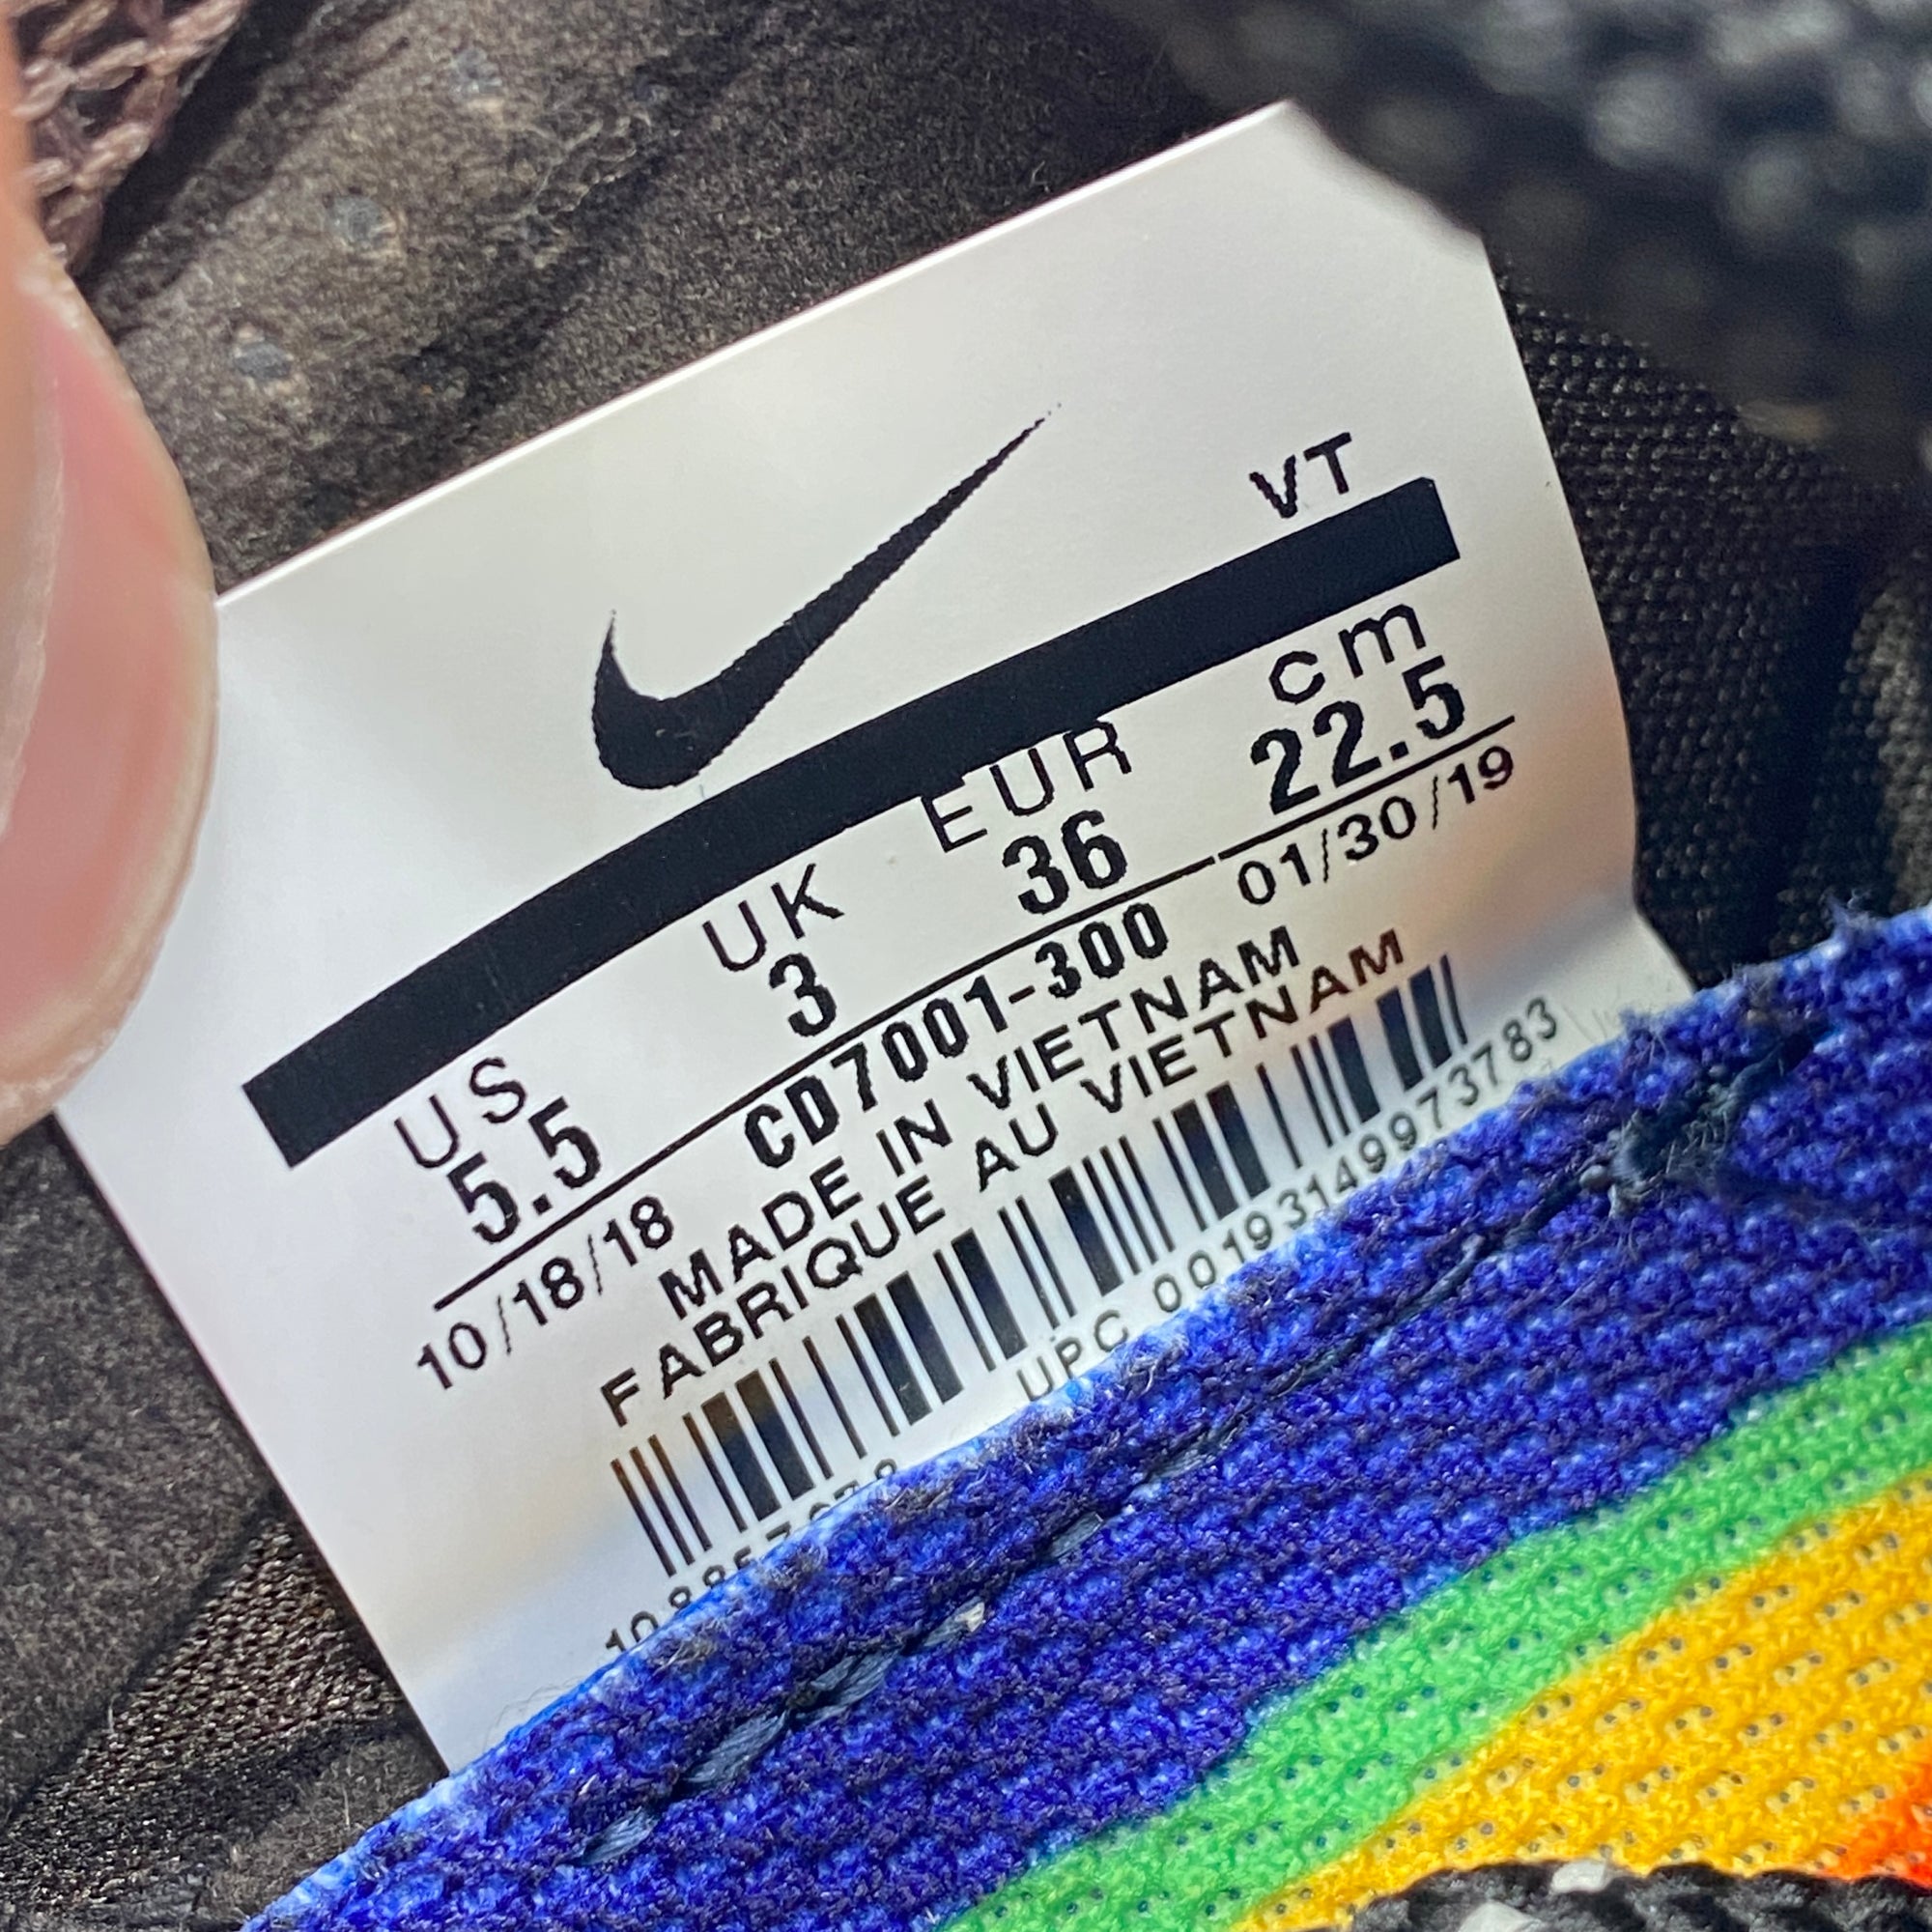 VT
US UK EUR cm
5.5 3 36 22.5
10/18/18 CD7001-300 01/30/19
MADE IN VIETNAM
FABRIQUE AU VIETNAM
UPC 00193149973783